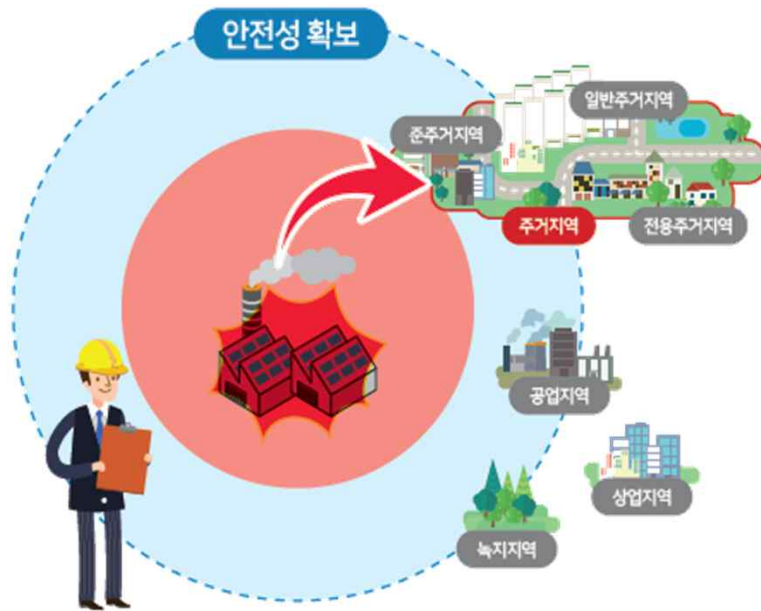 안전성 확보
일반주거지역
준주거지역
주거지역
전용주거지역
공업지역
상업지역
녹지지역